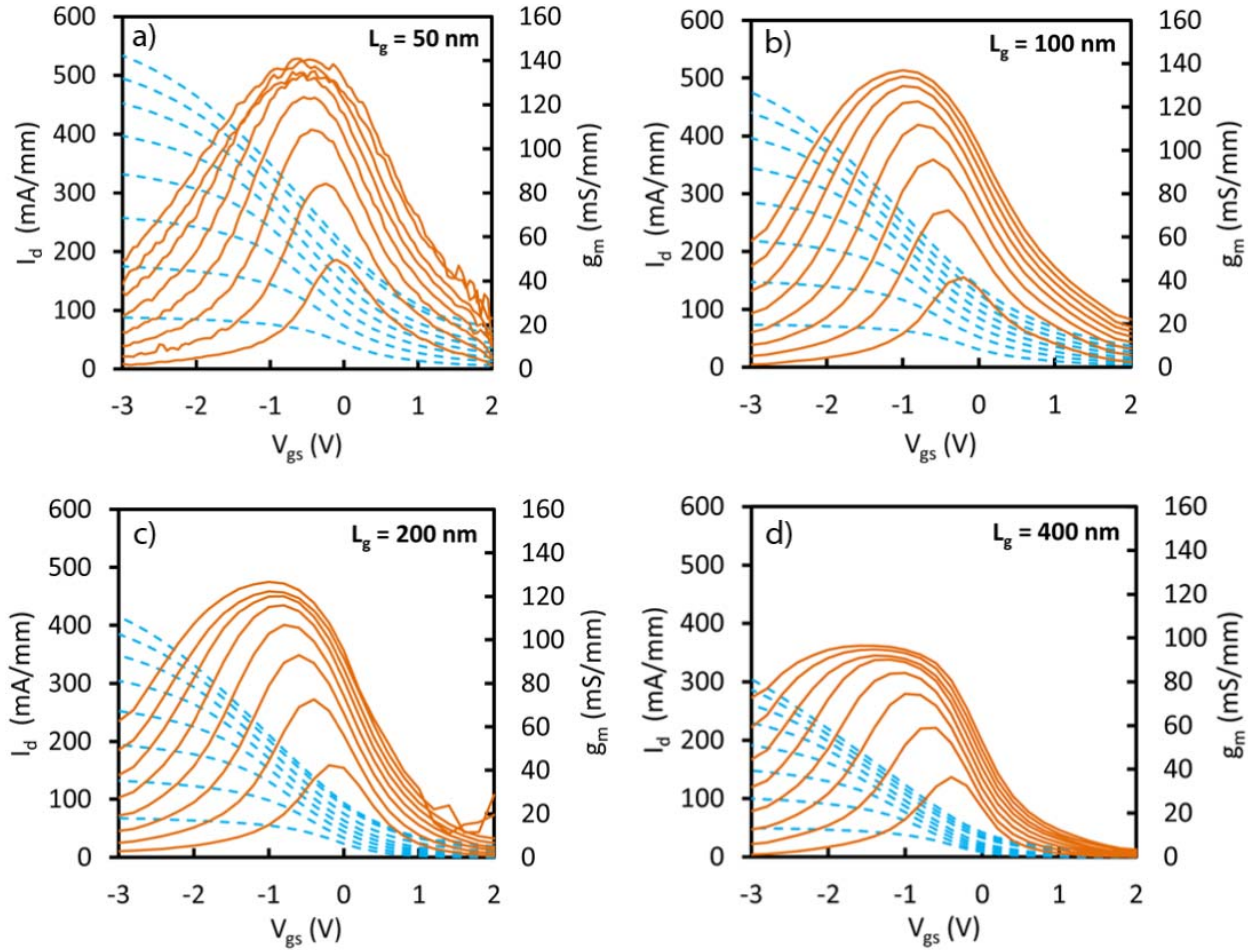 a)
L_g = 50 nm
600
500
400
300
200
100
0
I_d (mA/mm)
160
140
120
100
80
60
40
20
0
g_m (mS/mm)
-3 -2 -1 0 1 2
V_gs (V)
b)
L_g = 100 nm
600
500
400
300
200
100
0
I_d (mA/mm)
160
140
120
100
80
60
40
20
0
g_m (mS/mm)
-3 -2 -1 0 1 2
V_gs (V)
c)
L_g = 200 nm
600
500
400
300
200
100
0
I_d (mA/mm)
160
140
120
100
80
60
40
20
0
g_m (mS/mm)
-3 -2 -1 0 1 2
V_gs (V)
d)
L_g = 400 nm
600
500
400
300
200
100
0
I_d (mA/mm)
160
140
120
100
80
60
40
20
0
g_m (mS/mm)
-3 -2 -1 0 1 2
V_gs (V)